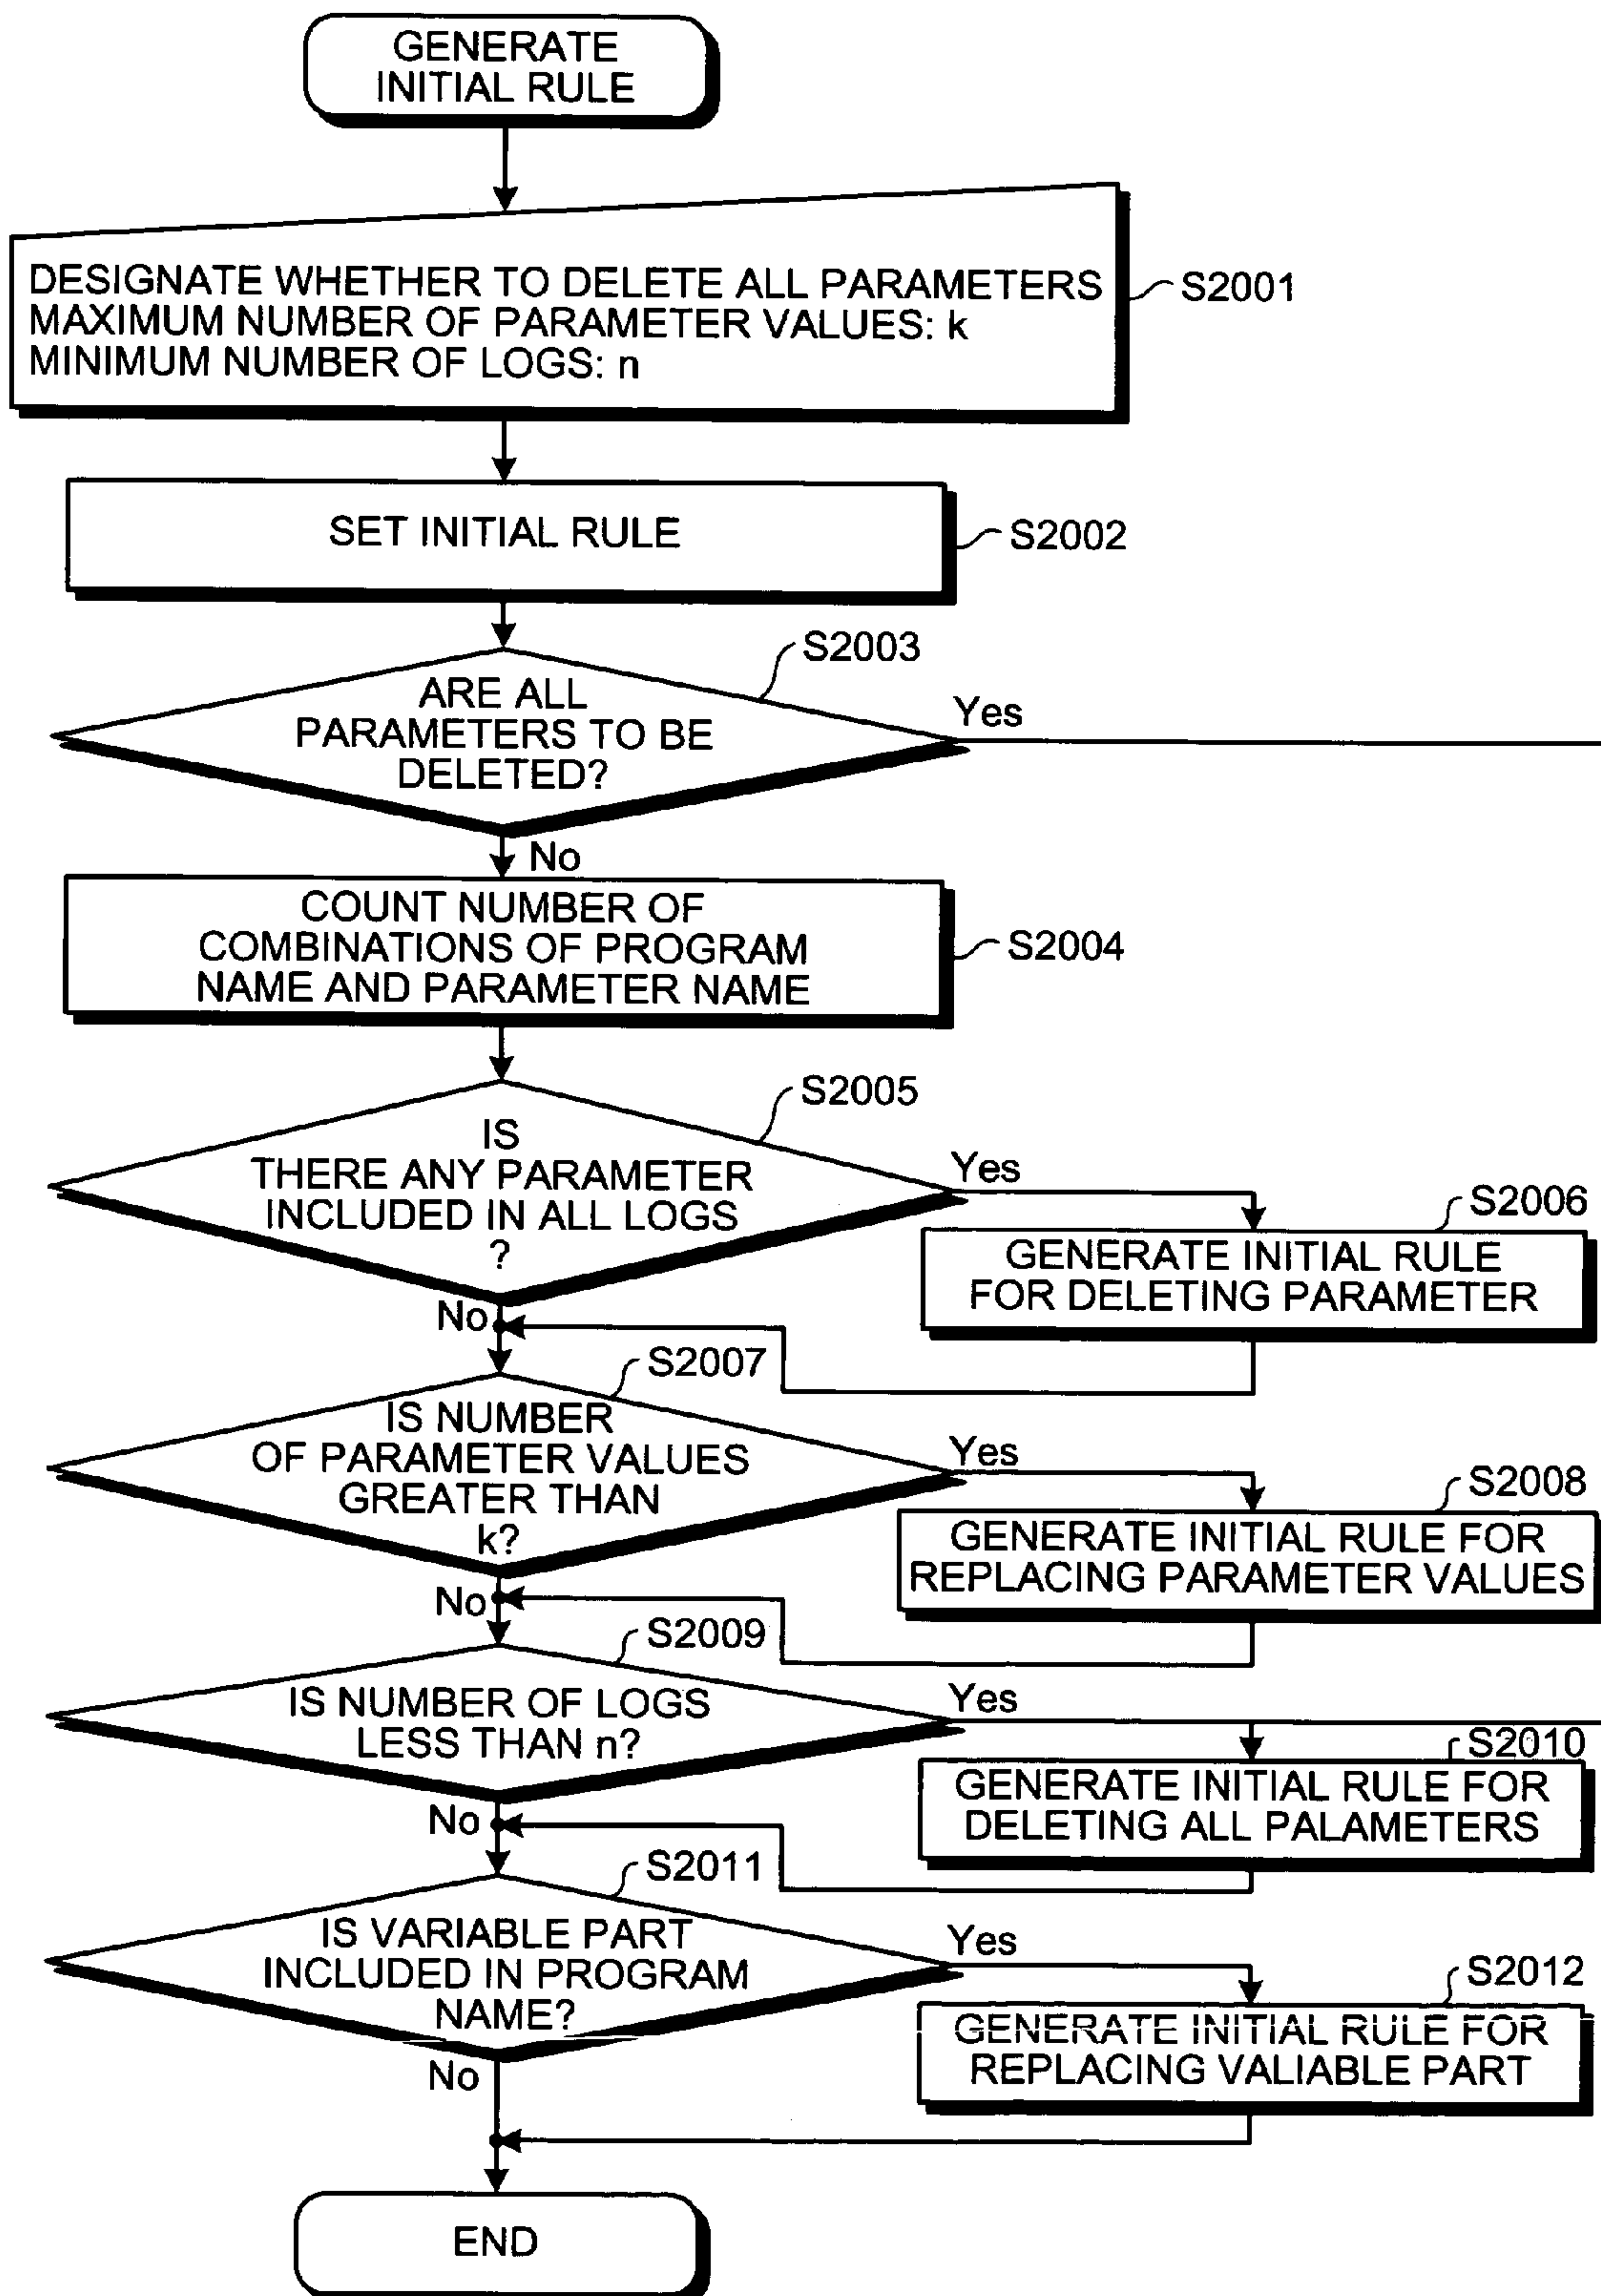 GENERATE
INITIAL RULE
DESIGNATE WHETHER TO DELETE ALL PARAMETERS
MAXIMUM NUMBER OF PARAMETER VALUES: k
MINIMUM NUMBER OF LOGS: n
S2001
SET INITIAL RULE
S2002
S2003
ARE ALL
PARAMETERS TO BE
DELETED?
Yes
No
COUNT NUMBER OF
COMBINATIONS OF PROGRAM
NAME AND PARAMETER NAME
S2004
S2005
IS
THERE ANY PARAMETER
INCLUDED IN ALL LOGS
?
Yes
S2006
GENERATE INITIAL RULE
FOR DELETING PARAMETER
No
S2007
IS NUMBER
OF PARAMETER VALUES
GREATER THAN
k?
Yes
S2008
GENERATE INITIAL RULE FOR
REPLACING PARAMETER VALUES
No
S2009
IS NUMBER OF LOGS
LESS THAN n?
Yes
S2010
GENERATE INITIAL RULE FOR
DELETING ALL PALAMETERS
No
S2011
IS VARIABLE PART
INCLUDED IN PROGRAM
NAME?
Yes
S2012
GENERATE INITIAL RULE FOR
REPLACING VALIABLE PART
No
END